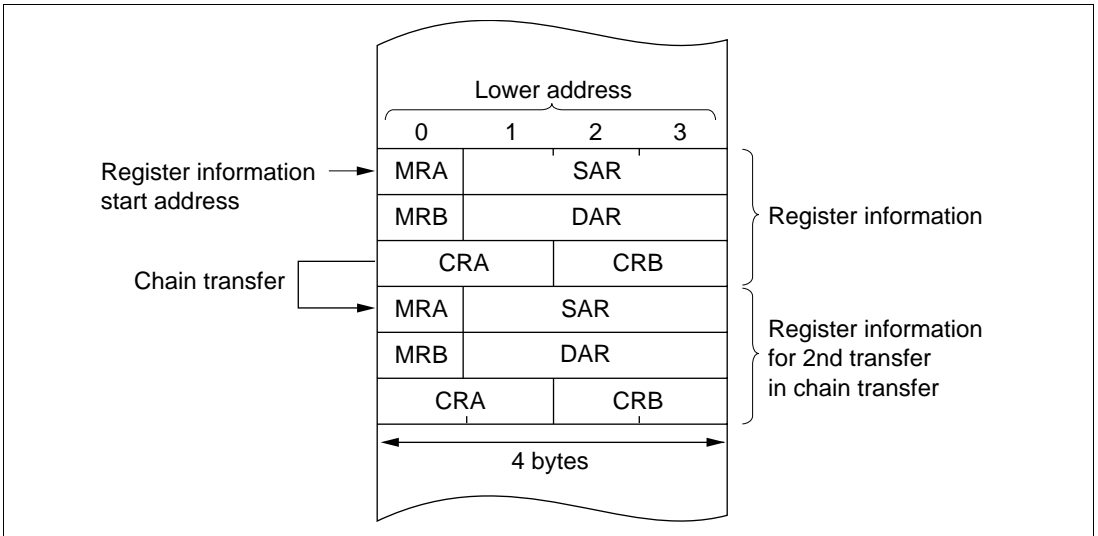 Lower address
0 1 2 3
Register information
start address
MRA SAR
MRB DAR
Register information
CRA CRB
Chain transfer
MRA SAR
MRB DAR
Register information
for 2nd transfer
in chain transfer
CRA CRB
4 bytes